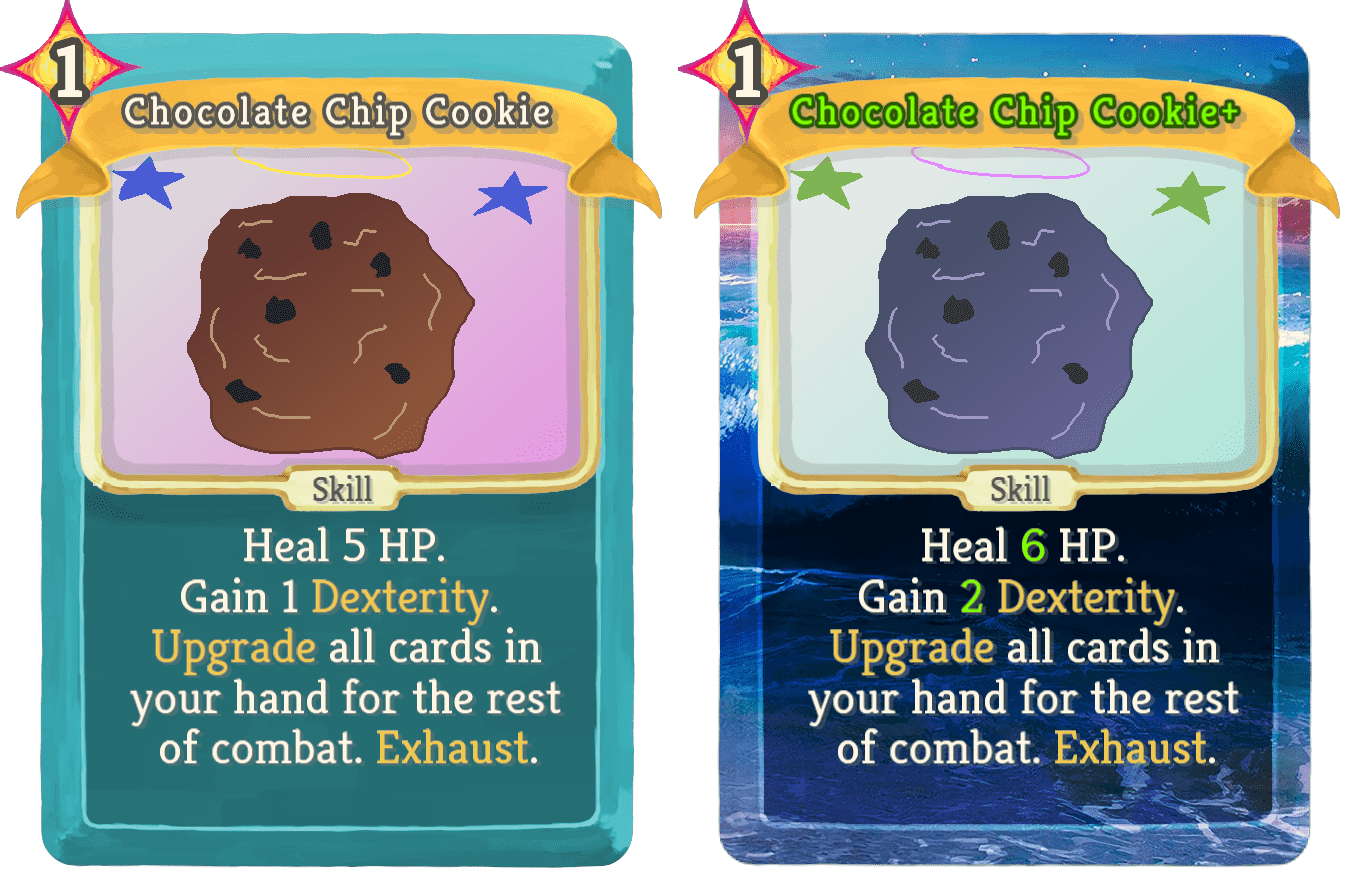 1
Chocolate Chip Cookie
Skill
Heal 5 HP.
Gain 1 Dexterity.
Upgrade all cards in
your hand for the rest
of combat. Exhaust.
1
Chocolate Chip Cookie+
Skill
Heal 6 HP.
Gain 2 Dexterity.
Upgrade all cards in
your hand for the rest
of combat. Exhaust.